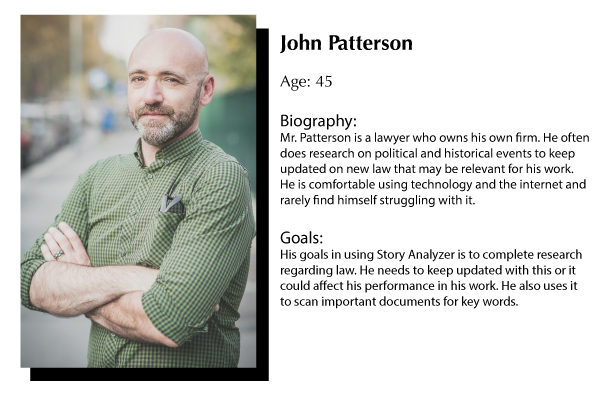 John Patterson
Age: 45
Biography:
Mr. Patterson is a lawyer who owns his own firm. He often
does research on political and historical events to keep
updated on new law that may be relevant for his work.
He is comfortable using technology and the internet and
rarely find himself struggling with it.
Goals:
His goals in using Story Analyzer is to complete research
regarding law. He needs to keep updated with this or it
could affect his performance in his work. He also uses it
to scan important documents for key words.